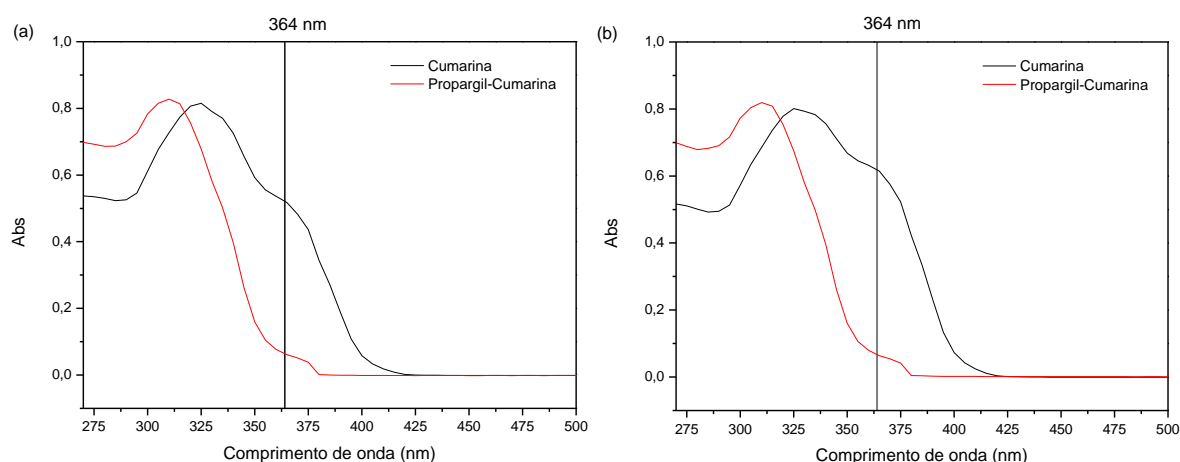 (a)
364 nm
Cumarina
Propargil-Cumarina
Abs
1,0
0,8
0,6
0,4
0,2
0,0
275 300 325 350 375 400 425 450 475 500
Comprimento de onda (nm)
(b)
364 nm
Cumarina
Propargil-Cumarina
Abs
1,0
0,8
0,6
0,4
0,2
0,0
275 300 325 350 375 400 425 450 475 500
Comprimento de onda (nm)